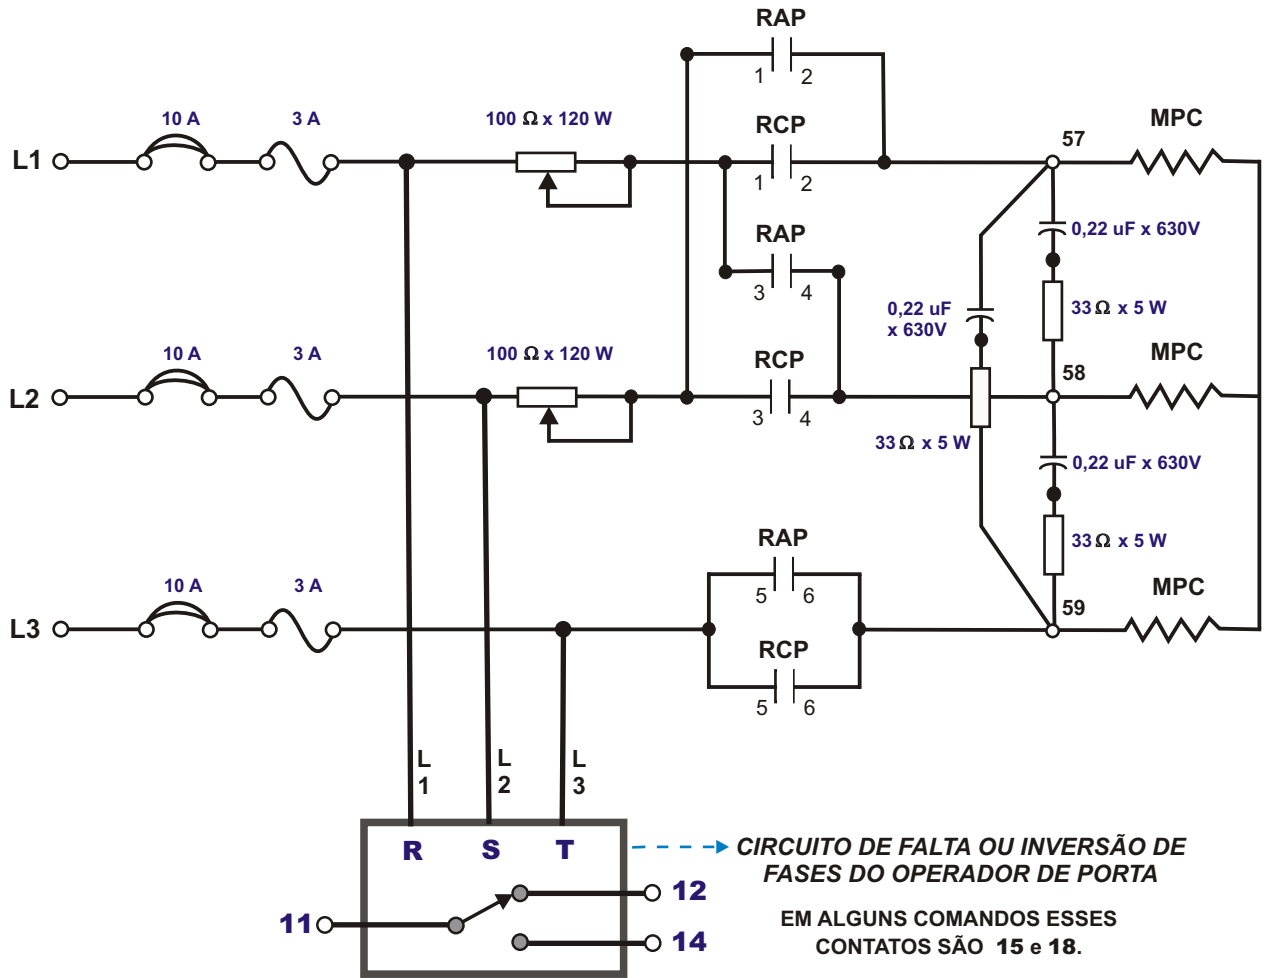 RAP
1 2
10 A
3 A
100 Ω x 120 W
RCP
57
MPC
L1
1 2
RAP
0,22 uF x 630V
3 4
0,22 uF
x 630V
33 Ω x 5 W
10 A
3 A
100 Ω x 120 W
RCP
58
MPC
L2
3 4
33 Ω x 5 W
0,22 uF x 630V
RAP
33 Ω x 5 W
10 A
3 A
5 6
59
MPC
L3
RCP
5 6
L
1
L
2
L
3
R S T
CIRCUITO DE FALTA OU INVERSÃO DE
FASES DO OPERADOR DE PORTA
12
11
14
EM ALGUNS COMANDOS ESSES
CONTATOS SÃO 15 e 18.